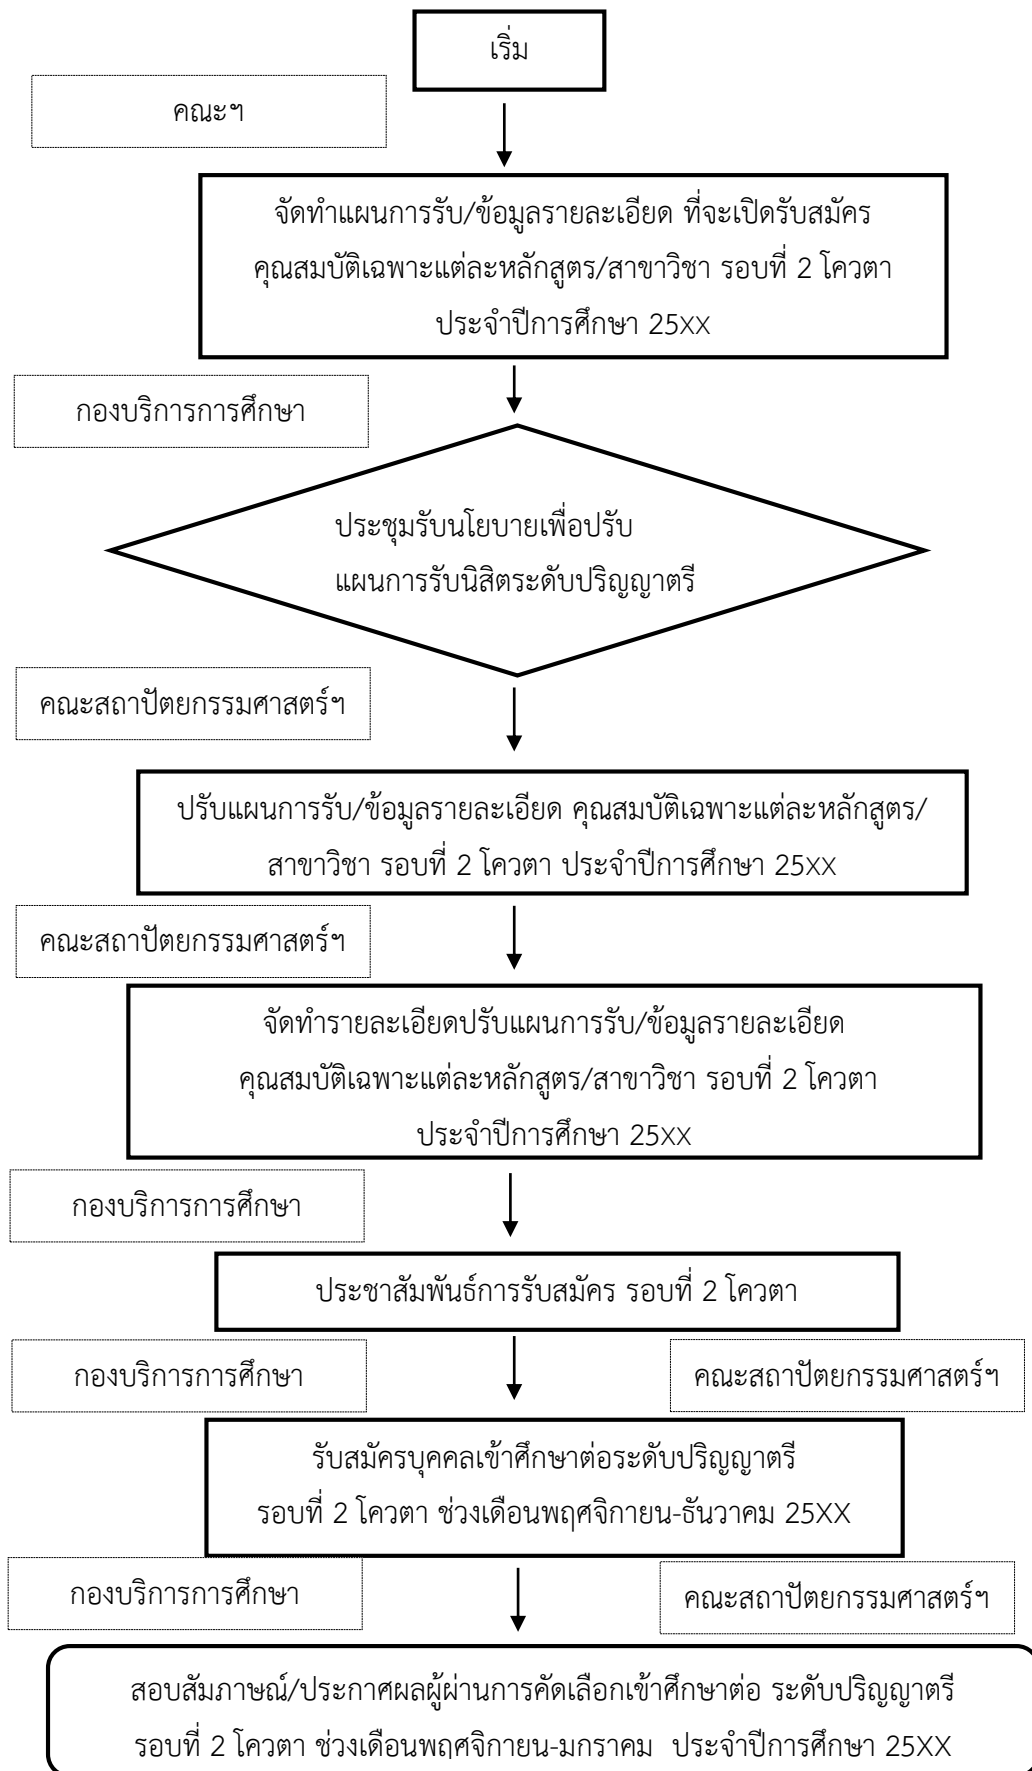 เริ่ม
คณะฯ
จัดทำแผนการรับ/ข้อมูลรายละเอียด ที่จะเปิดรับสมัคร
คุณสมบัติเฉพาะแต่ละหลักสูตร/สาขาวิชา รอบที่ 2 โควตา
ประจำปีการศึกษา 25xx
กองบริการการศึกษา
ประชุมรับนโยบายเพื่อปรับ
แผนการรับนิสิตระดับปริญญาตรี
คณะสถาปัตยกรรมศาสตร์ฯ
ปรับแผนการรับ/ข้อมูลรายละเอียด คุณสมบัติเฉพาะแต่ละหลักสูตร/
สาขาวิชา รอบที่ 2 โควตา ประจำปีการศึกษา 25xx
คณะสถาปัตยกรรมศาสตร์ฯ
จัดทำรายละเอียดปรับแผนการรับ/ข้อมูลรายละเอียด
คุณสมบัติเฉพาะแต่ละหลักสูตร/สาขาวิชา รอบที่ 2 โควตา
ประจำปีการศึกษา 25xx
กองบริการการศึกษา
ประชาสัมพันธ์การรับสมัคร รอบที่ 2 โควตา
กองบริการการศึกษา
คณะสถาปัตยกรรมศาสตร์ฯ
รับสมัครบุคคลเข้าศึกษาต่อระดับปริญญาตรี
รอบที่ 2 โควตา ช่วงเดือนพฤศจิกายน-ธันวาคม 25XX
กองบริการการศึกษา
คณะสถาปัตยกรรมศาสตร์ฯ
สอบสัมภาษณ์/ประกาศผลผู้ผ่านการคัดเลือกเข้าศึกษาต่อ ระดับปริญญาตรี
รอบที่ 2 โควตา ช่วงเดือนพฤศจิกายน-มกราคม ประจำปีการศึกษา 25XX